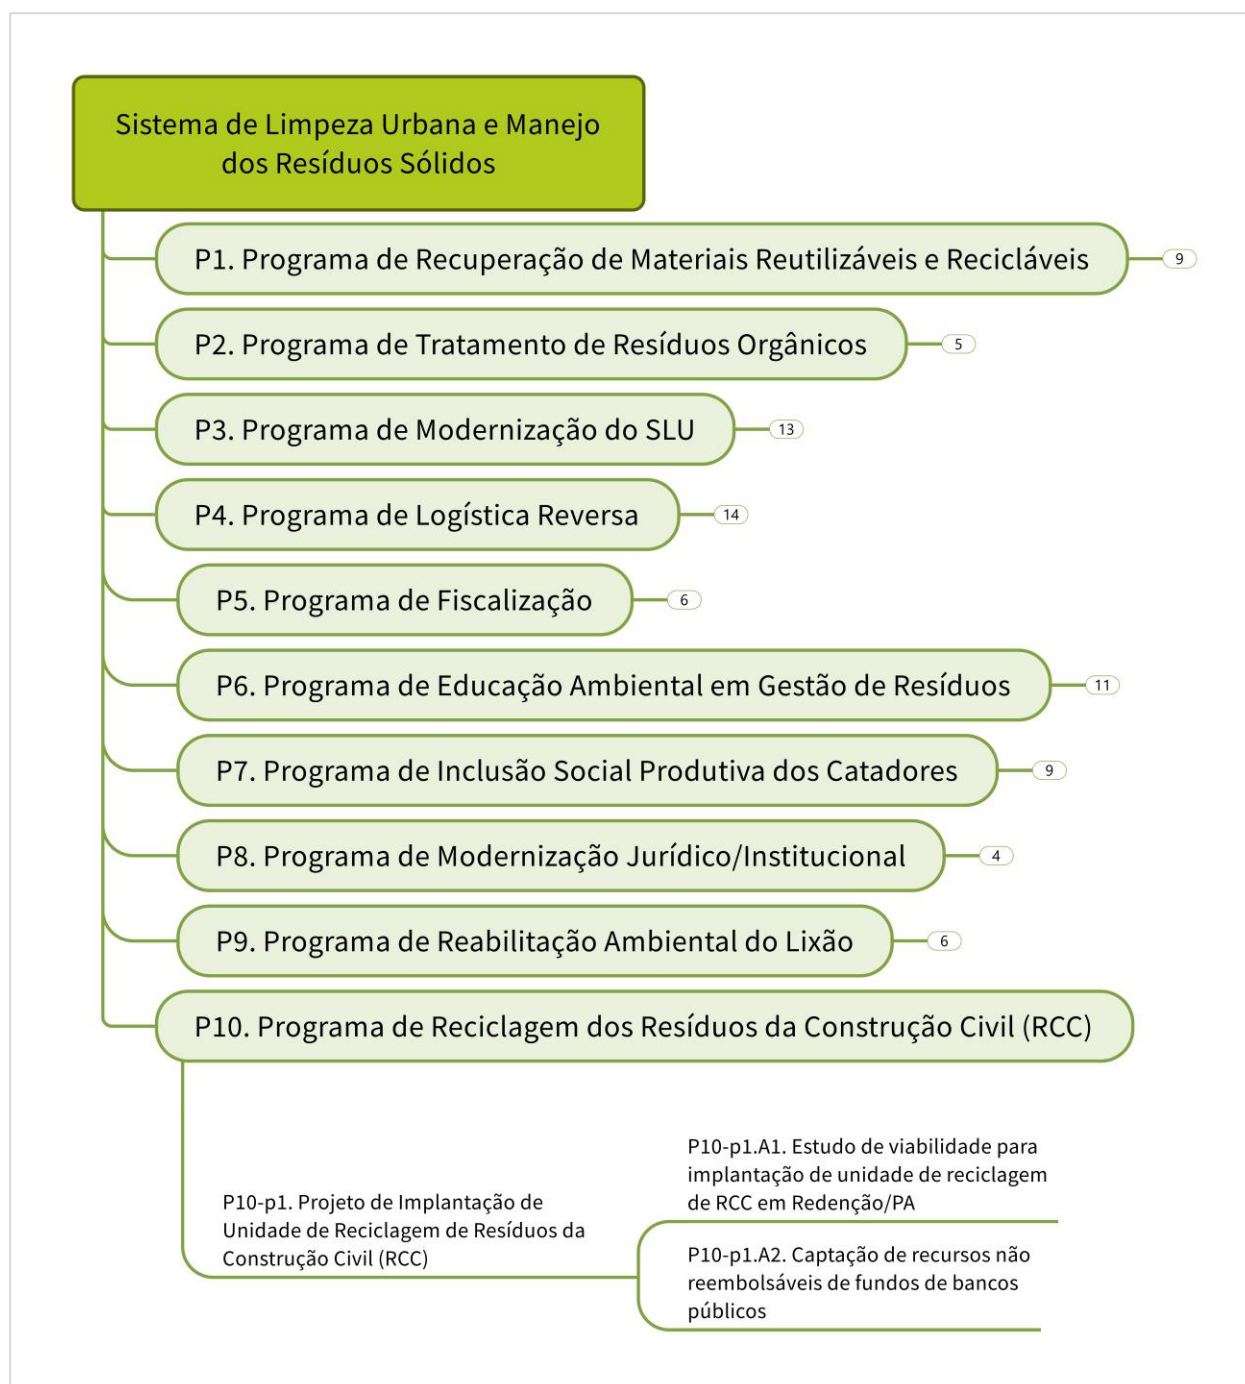 Sistema de Limpeza Urbana e Manejo
dos Resíduos Sólidos
P1. Programa de Recuperação de Materiais Reutilizáveis e Recicláveis
9
P2. Programa de Tratamento de Resíduos Orgânicos
5
P3. Programa de Modernização do SLU
13
P4. Programa de Logística Reversa
14
P5. Programa de Fiscalização
6
P6. Programa de Educação Ambiental em Gestão de Resíduos
11
P7. Programa de Inclusão Social Produtiva dos Catadores
9
P8. Programa de Modernização Jurídico/Institucional
4
P9. Programa de Reabilitação Ambiental do Lixão
6
P10. Programa de Reciclagem dos Resíduos da Construção Civil (RCC)
P10-p1. Projeto de Implantação de
Unidade de Reciclagem de Resíduos da
Construção Civil (RCC)
P10-p1.A1. Estudo de viabilidade para
implantação de unidade de reciclagem
de RCC em Redenção/PA
P10-p1.A2. Captação de recursos não
reembolsáveis de fundos de bancos
públicos